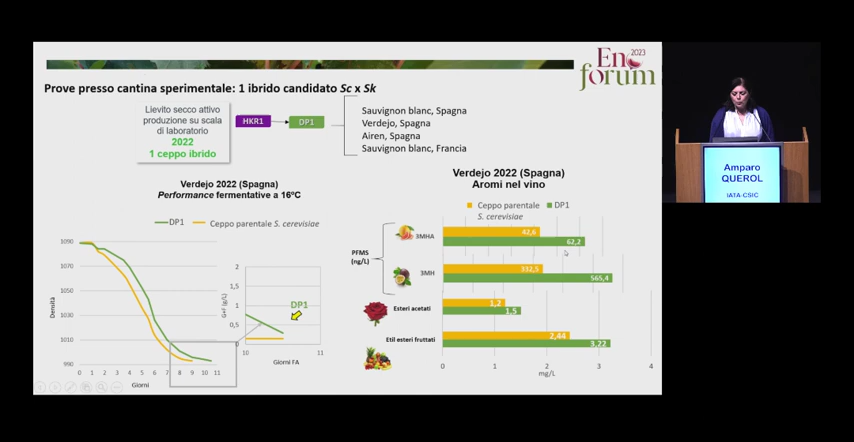 En
2023
forum
Prove presso cantina sperimentale: 1 ibrido candidato Sc x Sk
Lievito secco attivo
produzione su scala
di laboratorio
2022
1 ceppo ibrido
HKR1
DP1
Sauvignon blanc, Spagna
Verdejo, Spagna
Airen, Spagna
Sauvignon blanc, Francia
Amparo
QUEROL
IATA-CSIC
Verdejo 2022 (Spagna)
Performance fermentative a 16ºC
DP1
Ceppo parentale S. cerevisiae
1090
1070
1050
1030
1010
990
Densità
0 1 2 3 4 5 6 7 8 9 10 11
Giorni
2
1,5
1
0,5
0
G+F (g/L)
DP1
10
11
Giorni FA
Verdejo 2022 (Spagna)
Aromi nel vino
Ceppo parentale
S. cerevisiae
DP1
PFMS
(ng/L)
3MHA
42,6
62,2
3MH
332,5
565,4
Esteri acetati
1,2
1,5
Etil esteri fruttati
2,44
3,22
0 1 2 3 4
mg/L